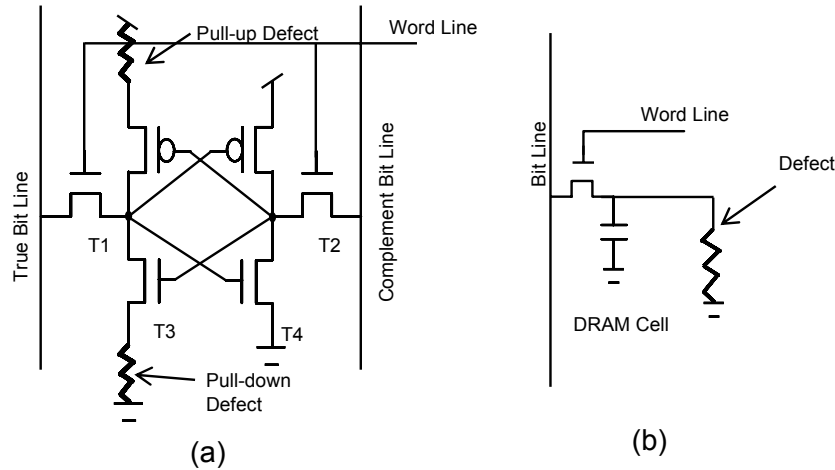 Pull-up Defect
Word Line
True Bit Line
T1
T2
Complement Bit Line
T3
T4
Pull-down
Defect
(a)
Bit Line
Word Line
Defect
DRAM Cell
(b)